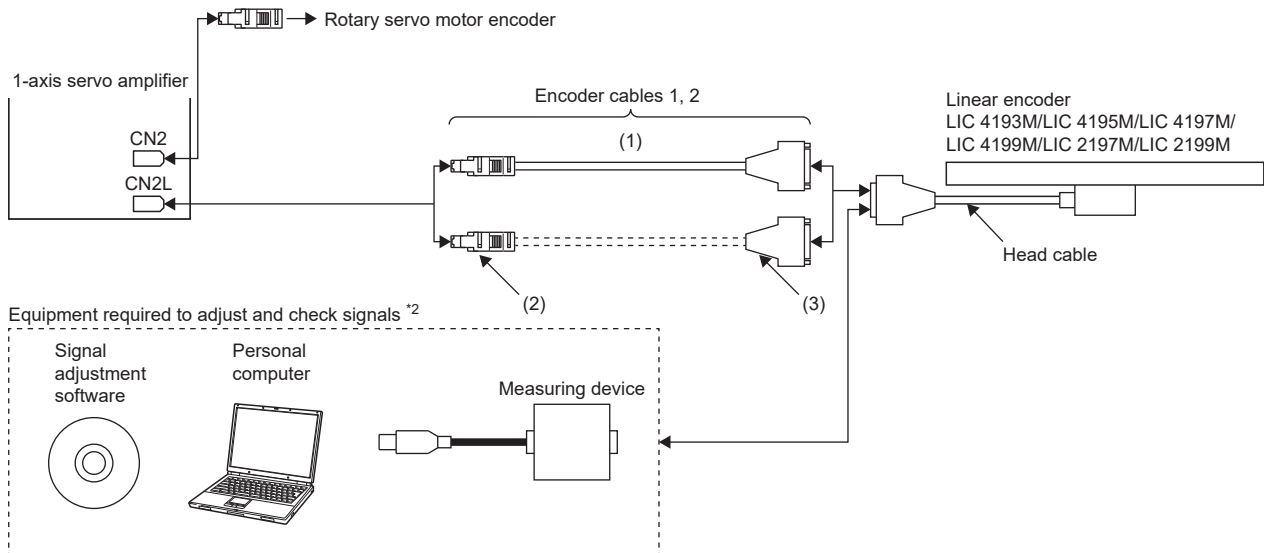 Rotary servo motor encoder
1-axis servo amplifier
CN2
CN2L
Encoder cables 1, 2
(1)
(2)
(3)
Linear encoder
LIC 4193M/LIC 4195M/LIC 4197M/
LIC 4199M/LIC 2197M/LIC 2199M
Head cable
Equipment required to adjust and check signals *2
Signal
adjustment
software
Personal
computer
Measuring device